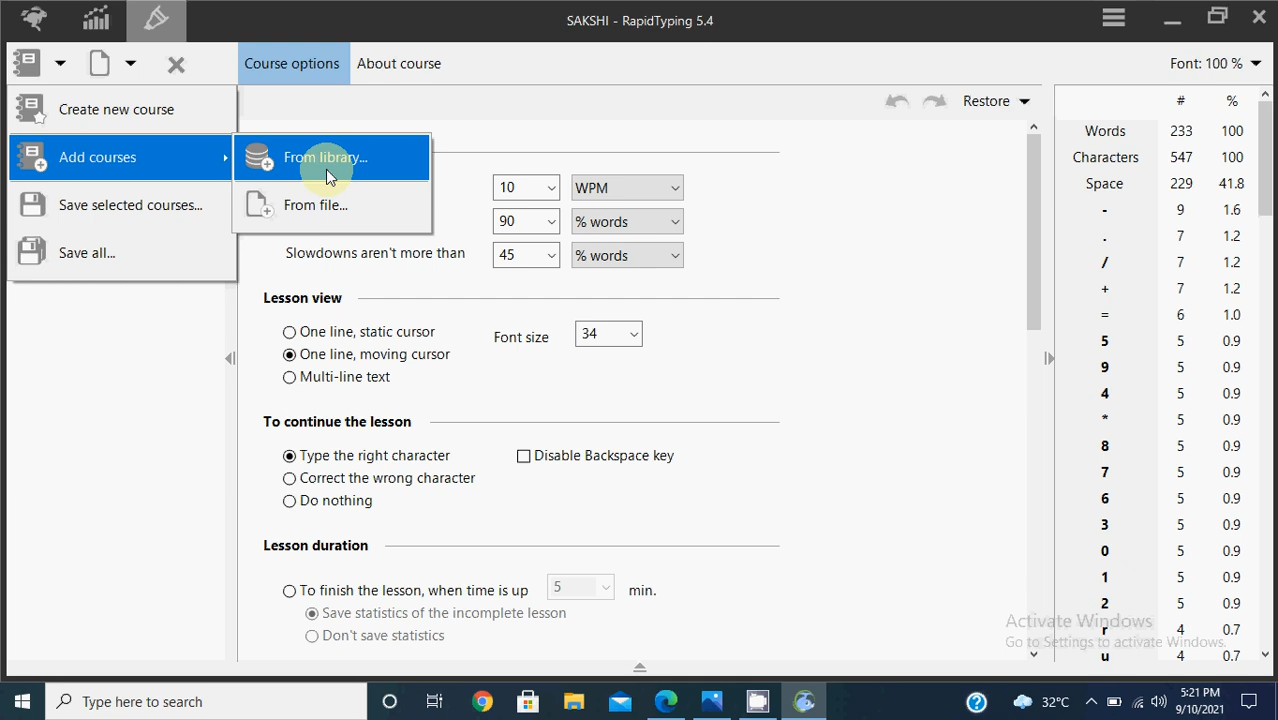 SAKSHI - RapidTyping 5.4
Course options
About course
Font: 100 %
Create new course
Add courses
Save selected courses...
Save all...
From library...
From file...
Restore
10 WPM
90 % words
Slowdowns aren't more than 45 % words
Lesson view
One line, static cursor
One line, moving cursor
Multi-line text
Font size 34
To continue the lesson
Type the right character
Correct the wrong character
Do nothing
Disable Backspace key
Lesson duration
To finish the lesson, when time is up 5 min.
Save statistics of the incomplete lesson
Don't save statistics
# %
Words 233 100
Characters 547 100
Space 229 41.8
- 9 1.6
. 7 1.2
/ 7 1.2
+ 7 1.2
= 6 1.0
5 5 0.9
9 5 0.9
4 5 0.9
* 5 0.9
8 5 0.9
7 5 0.9
6 5 0.9
3 5 0.9
0 5 0.9
1 5 0.9
2 5 0.9
r 4 0.7
u 4 0.7
Activate Windows
Go to Settings to activate Windows.
Type here to search
32°C
5:21 PM
9/10/2021